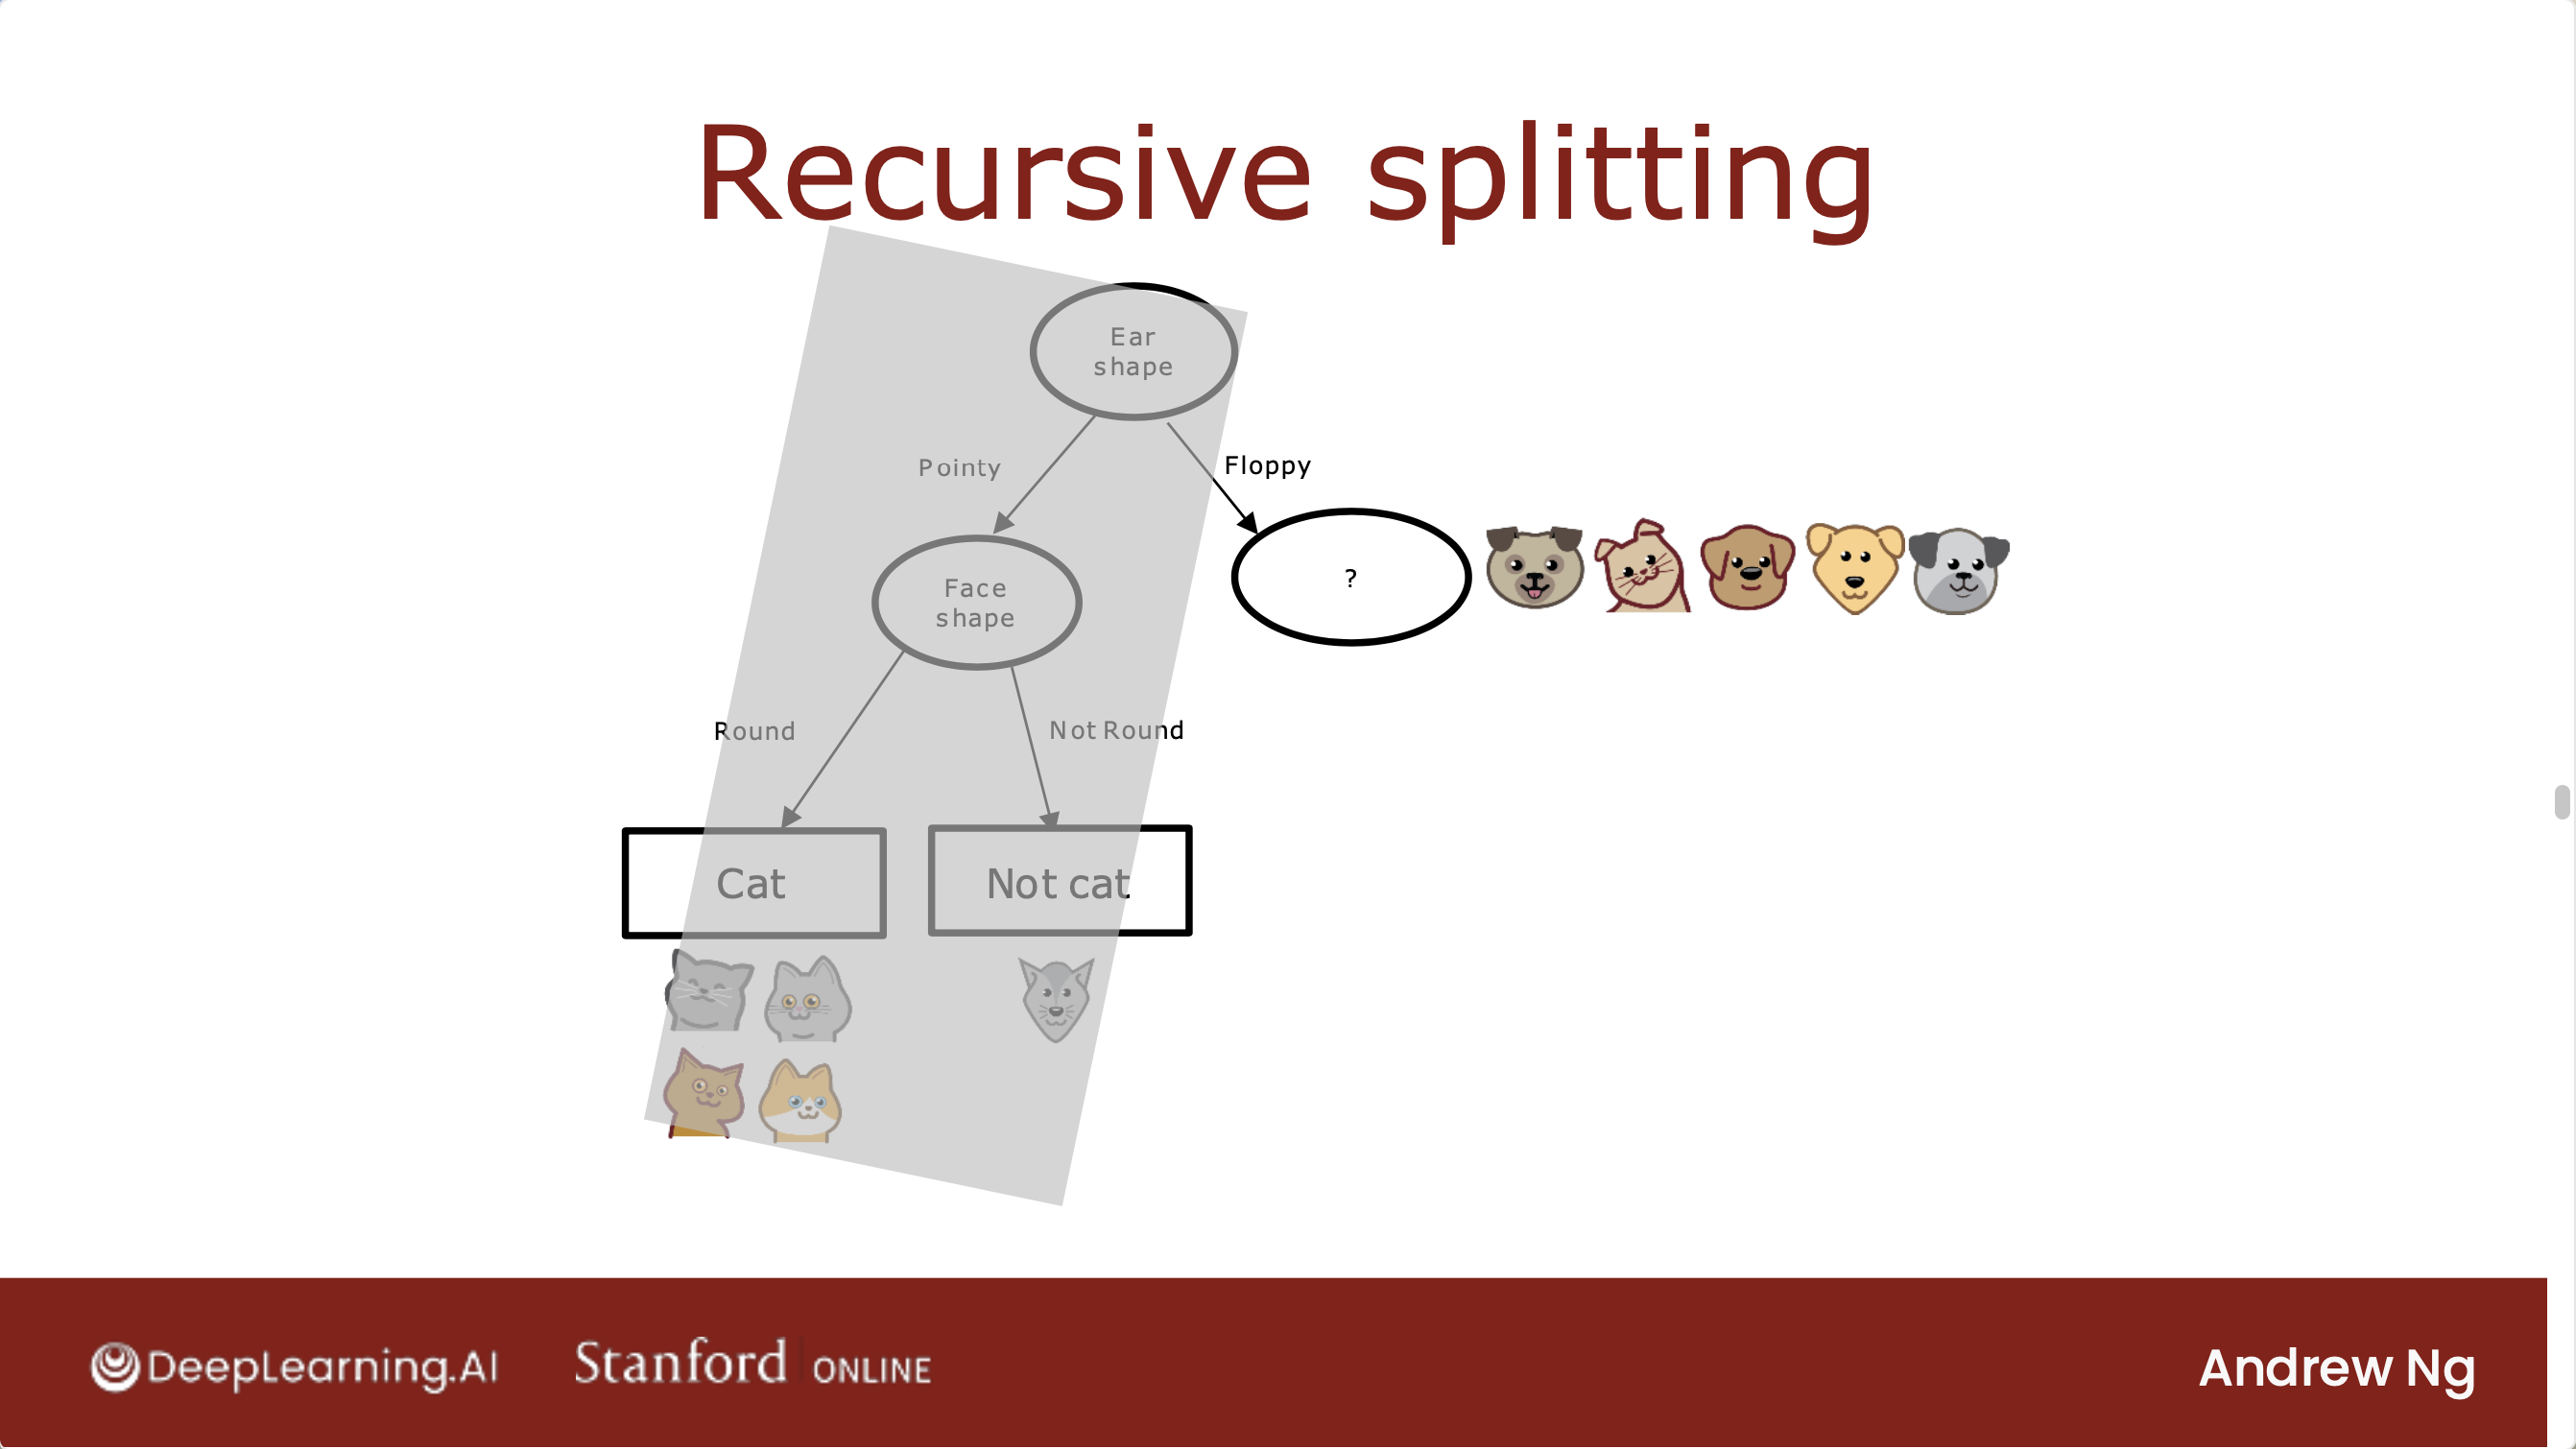 Recursive splitting
Ear
shape
Pointy
Floppy
?
Face
shape
Round
Not Round
Cat
Not cat
DeepLearning.AI
Stanford ONLINE
Andrew Ng